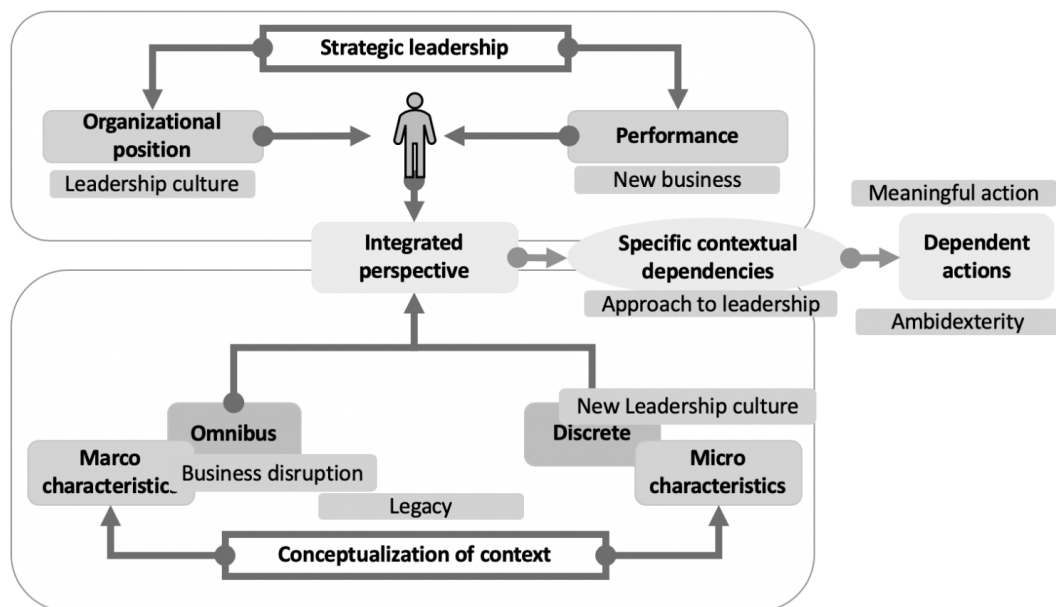 Strategic leadership
Organizational
position
Leadership culture
Performance
New business
Integrated
perspective
Specific contextual
dependencies
Approach to leadership
Meaningful action
Dependent
actions
Ambidexterity
Omnibus
Marco
characteristics
Business disruption
New Leadership culture
Discrete
Micro
characteristics
Legacy
Conceptualization of context